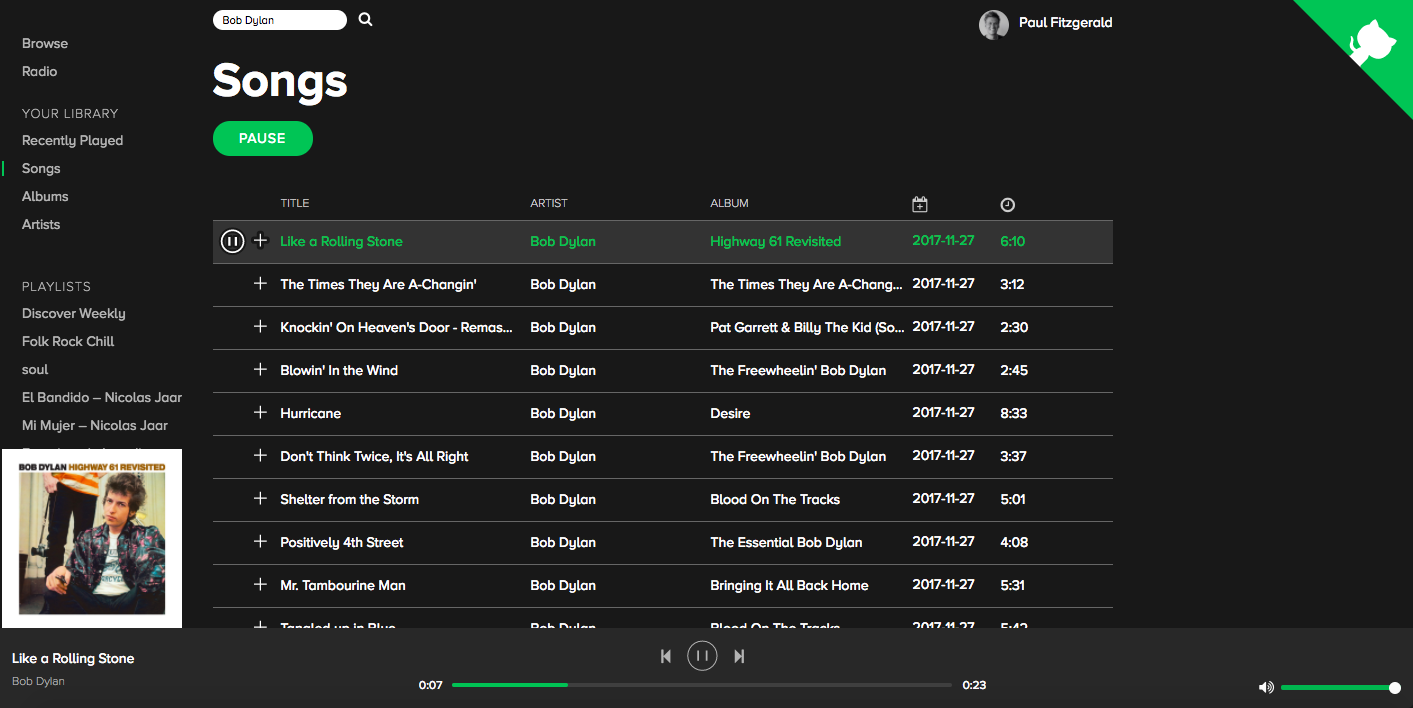 Bob Dylan
Paul Fitzgerald
Browse
Radio
YOUR LIBRARY
Recently Played
Songs
Albums
Artists
PLAYLISTS
Discover Weekly
Folk Rock Chill
soul
El Bandido – Nicolas Jaar
Mi Mujer – Nicolas Jaar
BOB DYLAN HIGHWAY 61 REVISITED
Songs
PAUSE
TITLE ARTIST ALBUM
Like a Rolling Stone Bob Dylan Highway 61 Revisited 2017-11-27 6:10
The Times They Are A-Changin' Bob Dylan The Times They Are A-Chang... 2017-11-27 3:12
Knockin' On Heaven's Door - Remas... Bob Dylan Pat Garrett & Billy The Kid (So... 2017-11-27 2:30
Blowin' In the Wind Bob Dylan The Freewheelin' Bob Dylan 2017-11-27 2:45
Hurricane Bob Dylan Desire 2017-11-27 8:33
Don't Think Twice, It's All Right Bob Dylan The Freewheelin' Bob Dylan 2017-11-27 3:37
Shelter from the Storm Bob Dylan Blood On The Tracks 2017-11-27 5:01
Positively 4th Street Bob Dylan The Essential Bob Dylan 2017-11-27 4:08
Mr. Tambourine Man Bob Dylan Bringing It All Back Home 2017-11-27 5:31
Tangled up in Blue Bob Dylan Blood On The Tracks 2017-11-27 5:42
Like a Rolling Stone
Bob Dylan
0:07 0:23